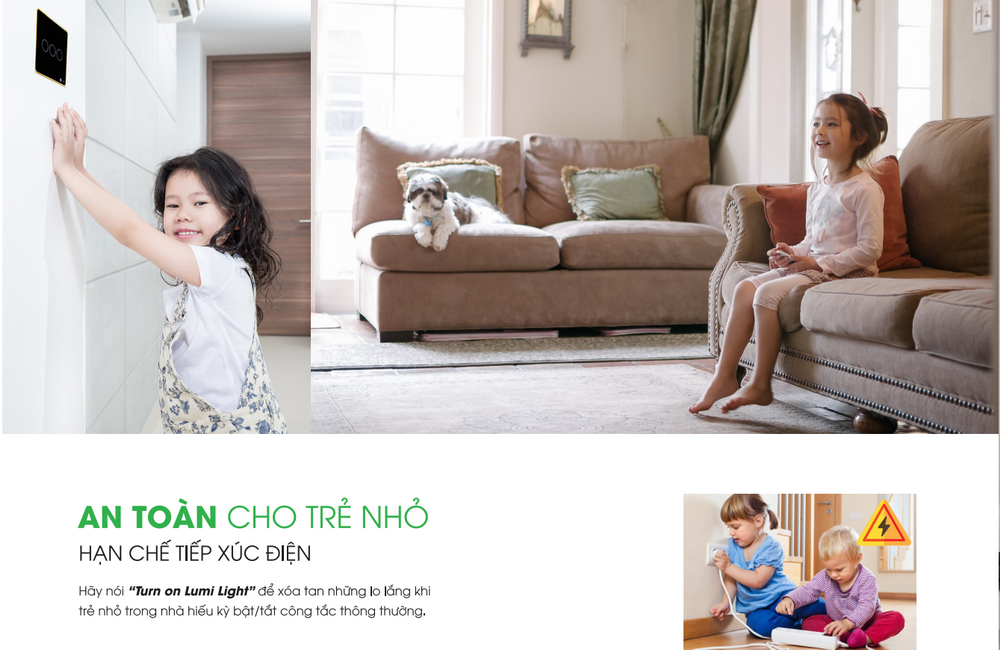 AN TOÀN CHO TRẺ NHỎ
HẠN CHẾ TIẾP XÚC ĐIỆN
Hãy nói “Turn on Lumi Light” để xóa tan những lo lắng khi
trẻ nhỏ trong nhà hiếu kỳ bật/tắt công tắc thông thường.